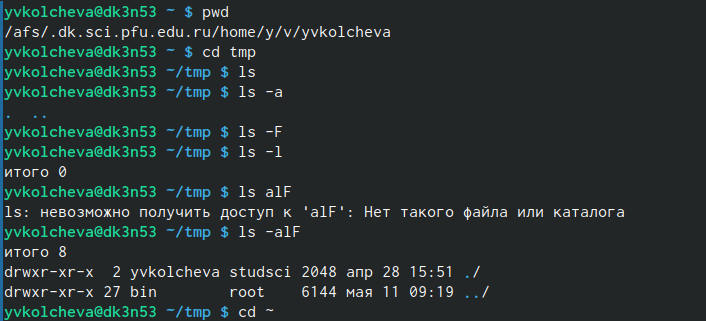 yvkolcheva@dk3n53 ~ $ pwd
/afs/.dk.sci.pfu.edu.ru/home/y/v/yvkolcheva
yvkolcheva@dk3n53 ~ $ cd tmp
yvkolcheva@dk3n53 ~/tmp $ ls
yvkolcheva@dk3n53 ~/tmp $ ls -a
.  ..
yvkolcheva@dk3n53 ~/tmp $ ls -F
yvkolcheva@dk3n53 ~/tmp $ ls -l
итого 0
yvkolcheva@dk3n53 ~/tmp $ ls alF
ls: невозможно получить доступ к 'alF': Нет такого файла или каталога
yvkolcheva@dk3n53 ~/tmp $ ls -alF
итого 8
drwxr-xr-x  2 yvkolcheva studsci 2048 апр 28 15:51 ./
drwxr-xr-x 27 bin        root    6144 мая 11 09:19 ../
yvkolcheva@dk3n53 ~/tmp $ cd ~